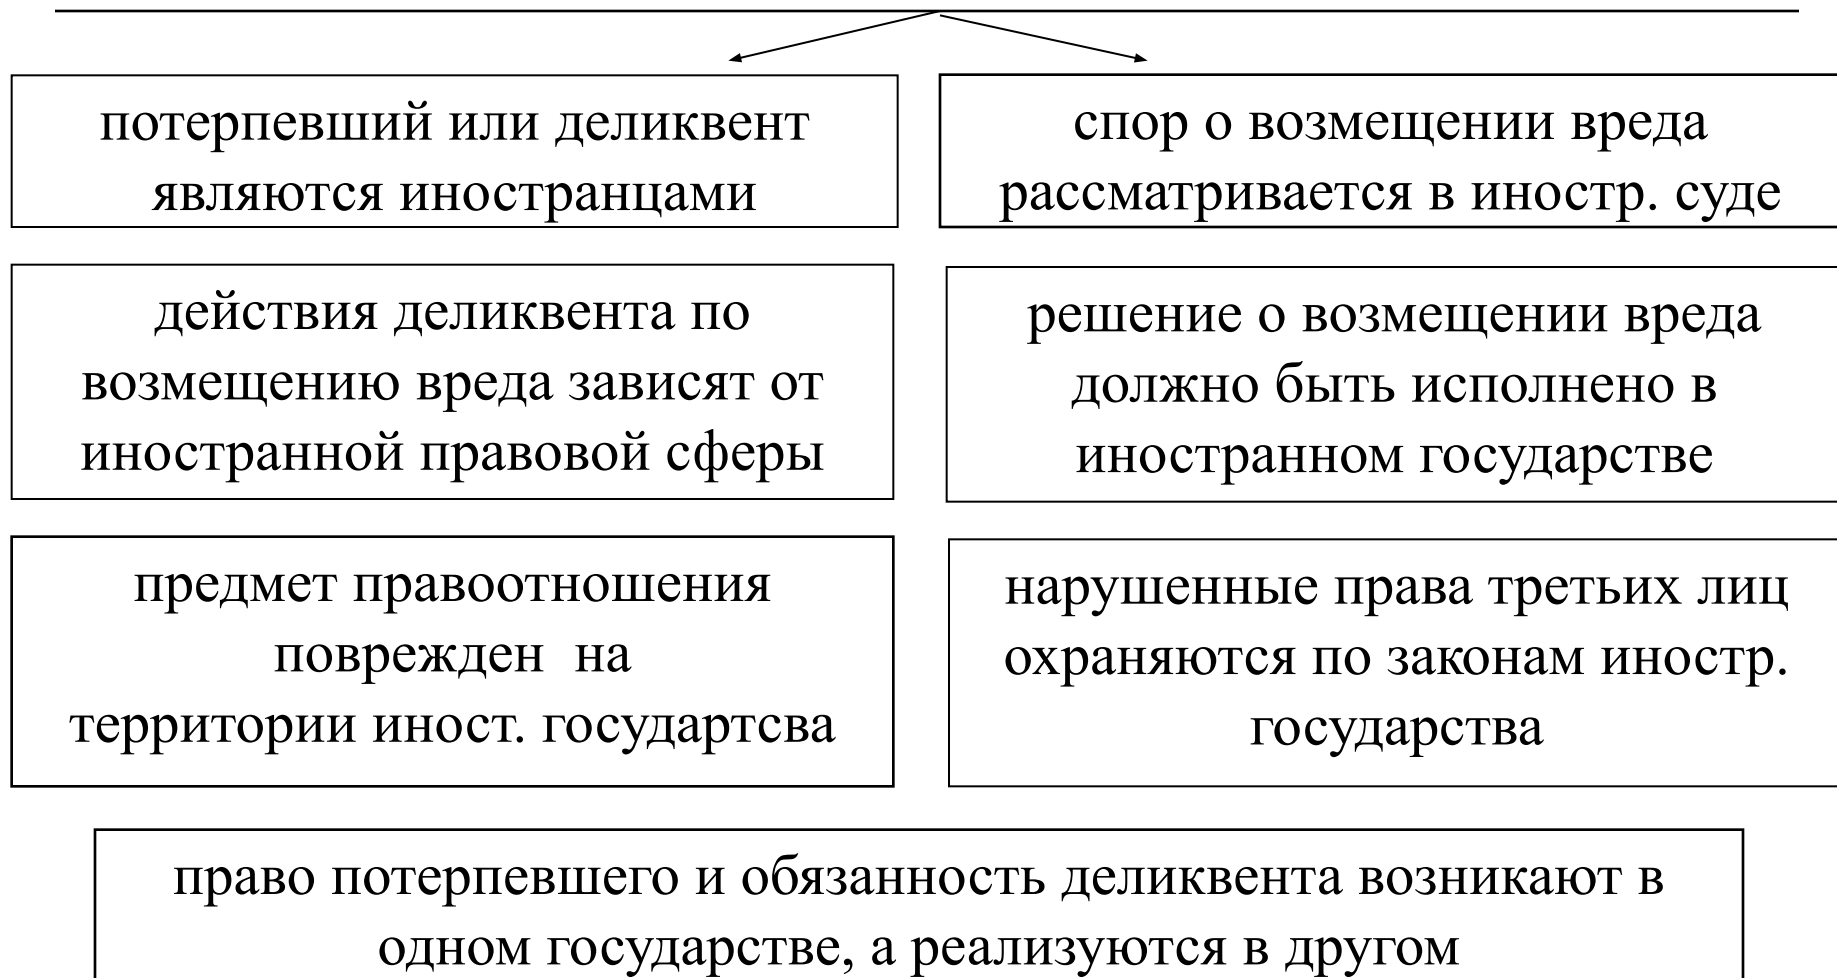 потерпевший или деликвент
являются иностранцами
спор о возмещении вреда
рассматривается в иностр. суде
действия деликвента по
возмещению вреда зависят от
иностранной правовой сферы
решение о возмещении вреда
должно быть исполнено в
иностранном государстве
предмет правоотношения
поврежден на
территории иност. государтсва
нарушенные права третьих лиц
охраняются по законам иностр.
государства
право потерпевшего и обязанность деликвента возникают в
одном государстве, а реализуются в другом